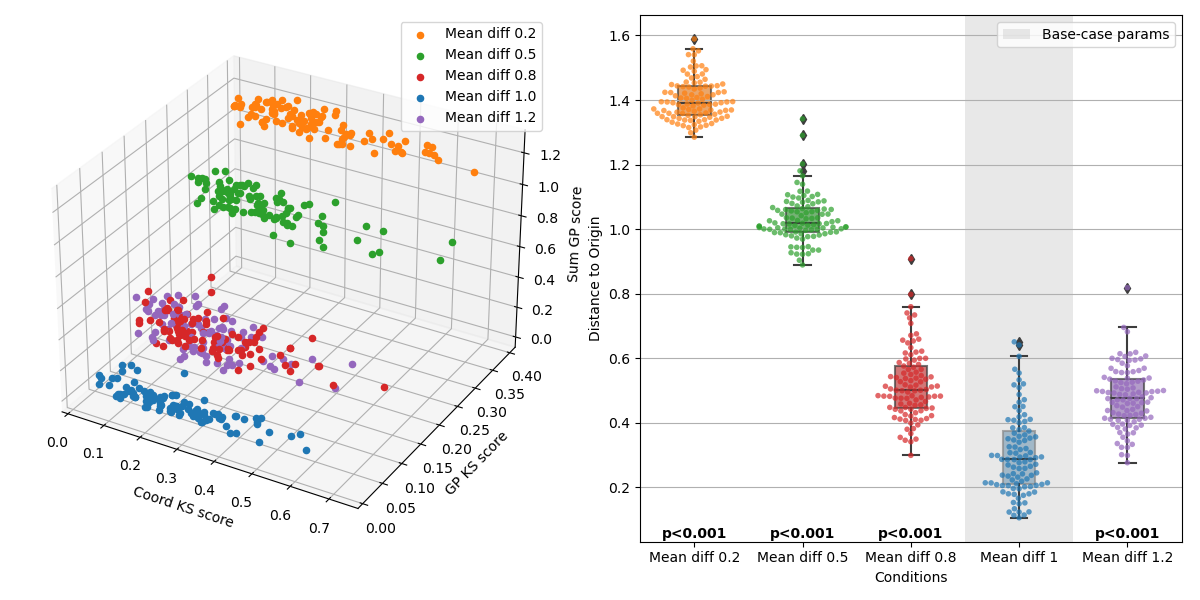 Mean diff 0.2
Mean diff 0.5
Mean diff 0.8
Mean diff 1.0
Mean diff 1.2
0.0
0.1
0.2
0.3
0.4
0.5
0.6
0.7
Coord KS score
0.00
0.05
0.10
0.15
0.20
0.25
0.30
0.35
0.40
GP KS score
0.0
0.2
0.4
0.6
0.8
1.0
1.2
Sum GP score
Base-case params
1.6
1.4
1.2
1.0
0.8
0.6
0.4
0.2
Distance to Origin
p<0.001 p<0.001 p<0.001 p<0.001
Mean diff 0.2 Mean diff 0.5 Mean diff 0.8 Mean diff 1 Mean diff 1.2
Conditions